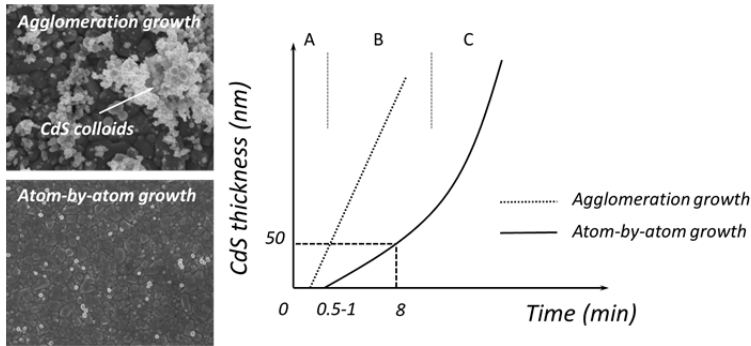 Agglomeration growth
CdS colloids
Atom-by-atom growth
A B C
CdS thickness (nm)
50
0 0.5-1 8
Time (min)
Agglomeration growth
Atom-by-atom growth